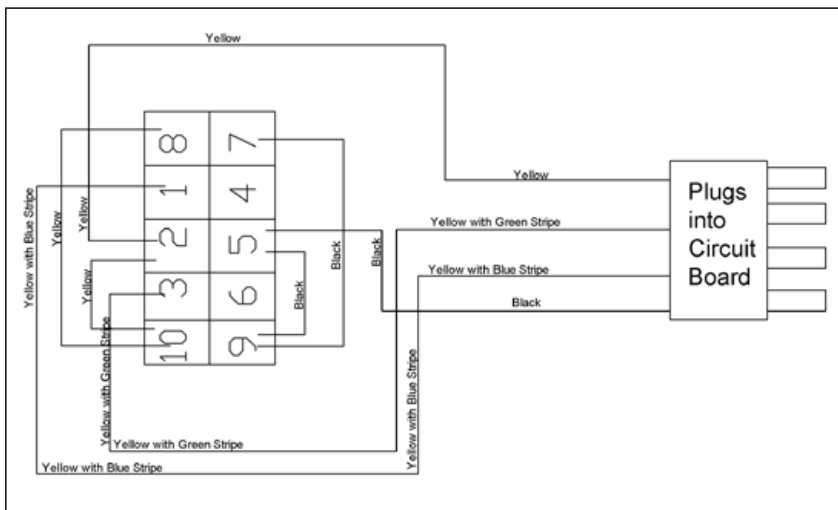 Yellow
8
7
1
4
2
5
3
6
10
9
Yellow with Blue Stripe
Yellow
Yellow
Yellow
Yellow with Green Stripe
Black
Black
Black
Yellow with Blue Stripe
Yellow
Yellow with Green Stripe
Yellow with Blue Stripe
Black
Plugs
into
Circuit
Board
Yellow with Green Stripe
Yellow with Blue Stripe